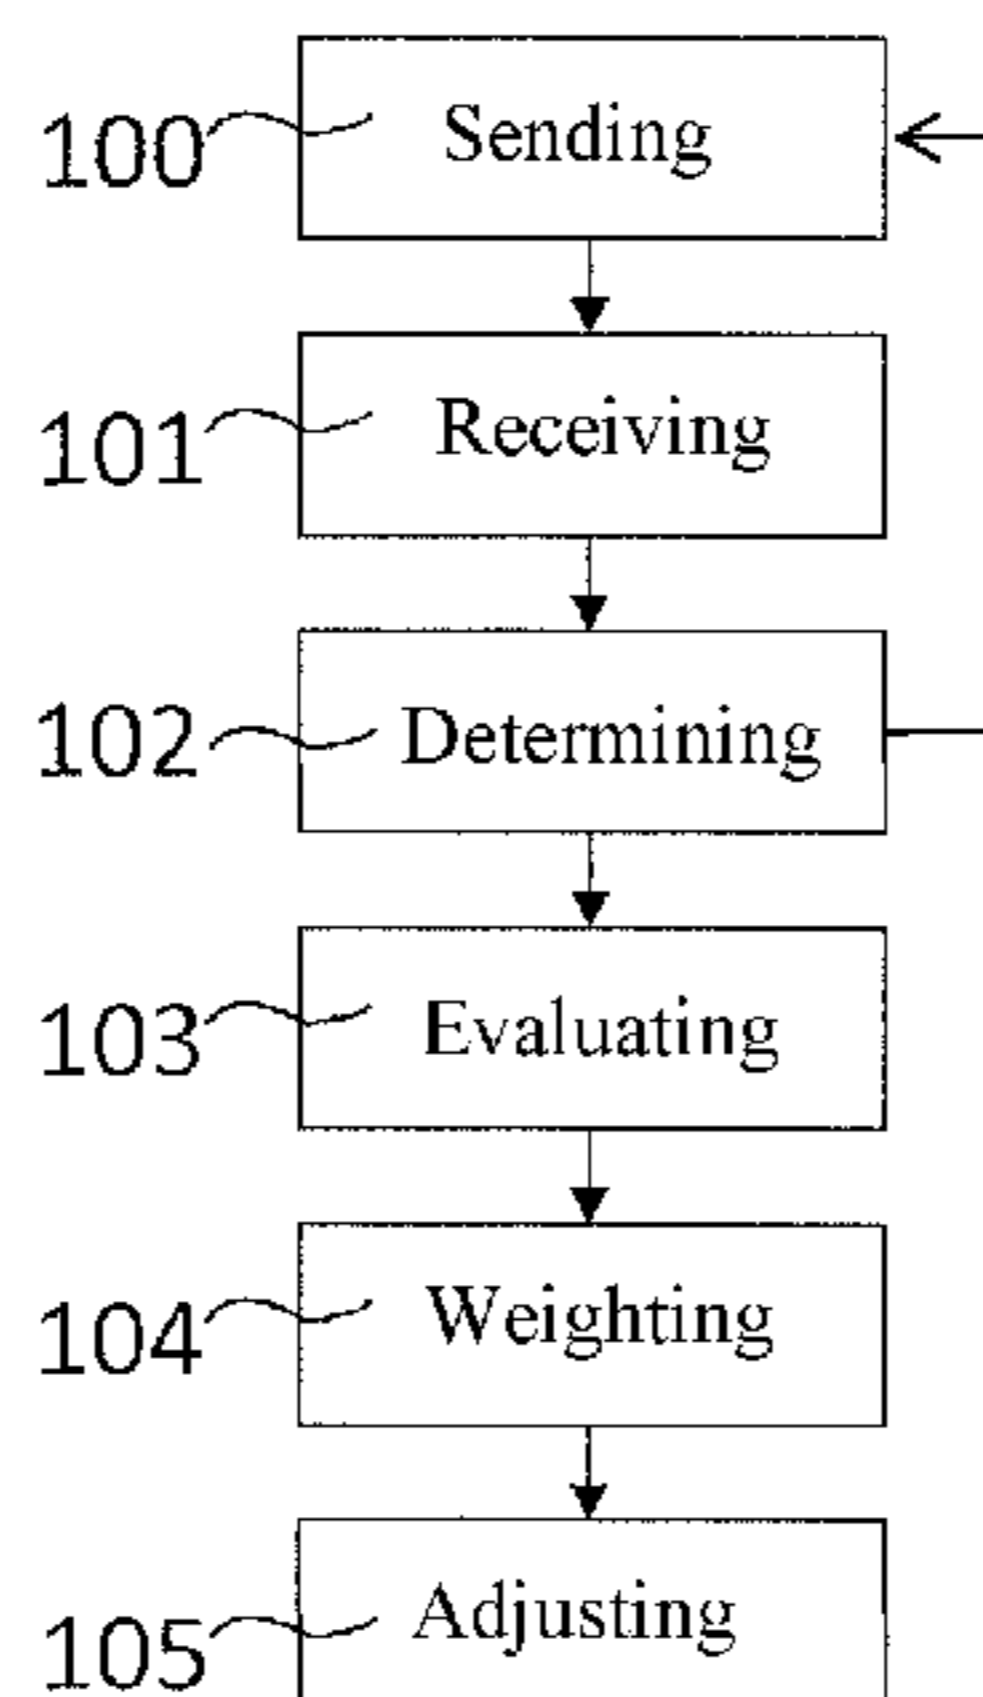 100 Sending
101 Receiving
102 Determining
103 Evaluating
104 Weighting
105 Adjusting